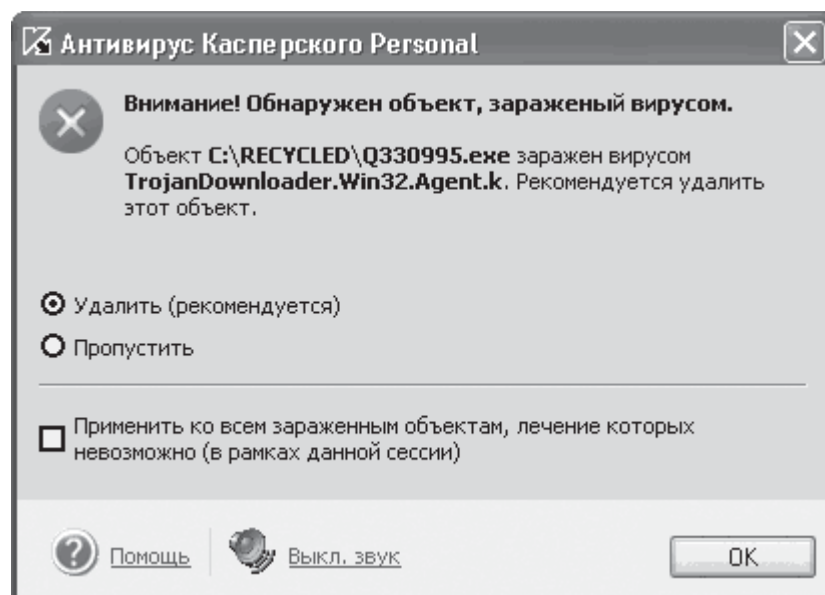 Антивирус Касперского Personal
Внимание! Обнаружен объект, зараженый вирусом.
Объект C:\RECYCLED\Q330995.exe заражен вирусом
TrojanDownloader.Win32.Agent.k. Рекомендуется удалить
этот объект.
Удалить (рекомендуется)
Пропустить
Применить ко всем зараженным объектам, лечение которых
невозможно (в рамках данной сессии)
Помощь
Выкл. звук
OK